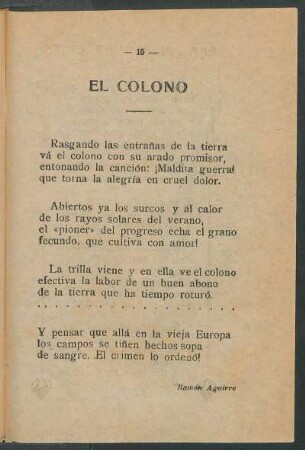 — 15 —
EL COLONO
Rasgando las entrañas de la tierra
vá el colono con su arado promisor,
entonando la canción: ¡Maldita guerra!
que torna la alegría en cruel dolor.
Abiertos ya los surcos y al calor
de los rayos solares del verano,
el «pioner» del progreso echa el grano
fecundo, que cultiva con amor!
La trilla viene y en ella ve el colono
efectiva la labor de un buen abono
de la tierra que ha tiempo roturó.
. . . . . . . . . . . . . . . . . . . .
Y pensar que allá en la vieja Europa
los campos se tiñen hechos sopa
de sangre. El crimen lo ordenó!
Ramón Aguirre